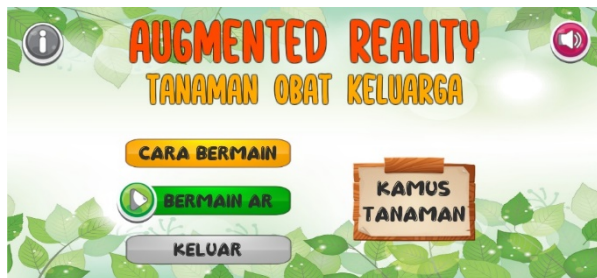 AUGMENTED REALITY
TANAMAN OBAT KELUARGA
CARA BERMAIN
BERMAIN AR
KELUAR
KAMUS
TANAMAN